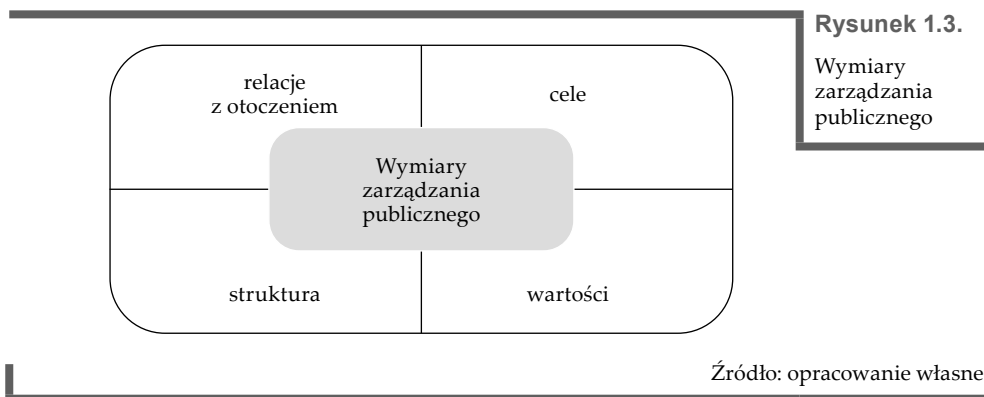 Rysunek 1.3.
Wymiary
zarządzania
publicznego
relacje
z otoczeniem
cele
Wymiary
zarządzania
publicznego
struktura
wartości
Źródło: opracowanie własne